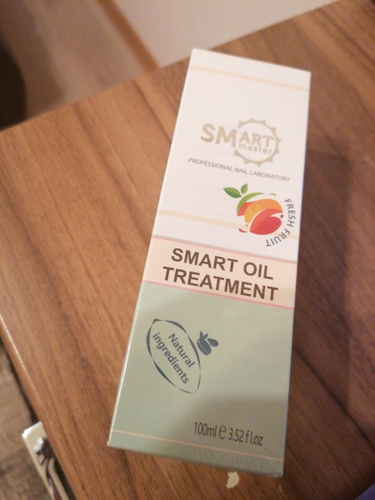 SMART
master
PROFESSIONAL NAIL LABORATORY
FRESH FRUIT
SMART OIL
TREATMENT
Natural
ingredients
100ml e 3.52 fl.oz